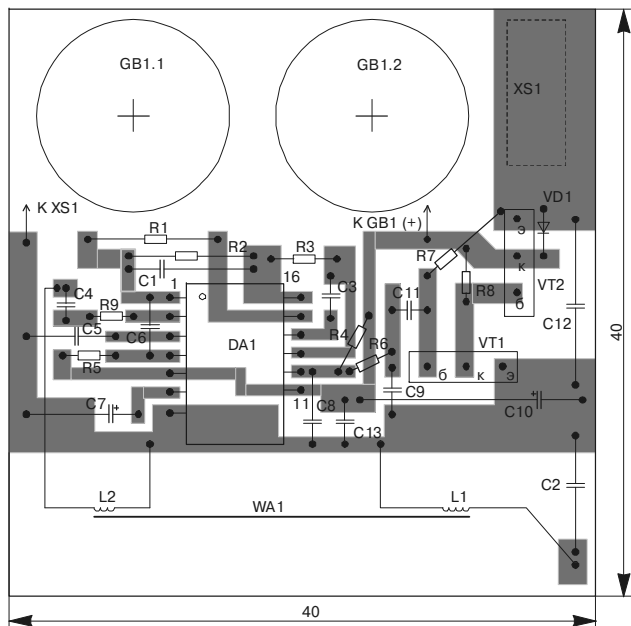 GB1.1 GB1.2
XS1
К XS1 К GB1 (+) VD1
R1 э
R2 R3 R7 к
C1 1 16 VT2
C4 C3 R8 б
R9 C11 C12
C5 C6 DA1 R4 R6 VT1 40
R5 б к э
C7 + 11 C8 C9 +
C13 C10
C2
L2 L1
WA1
40